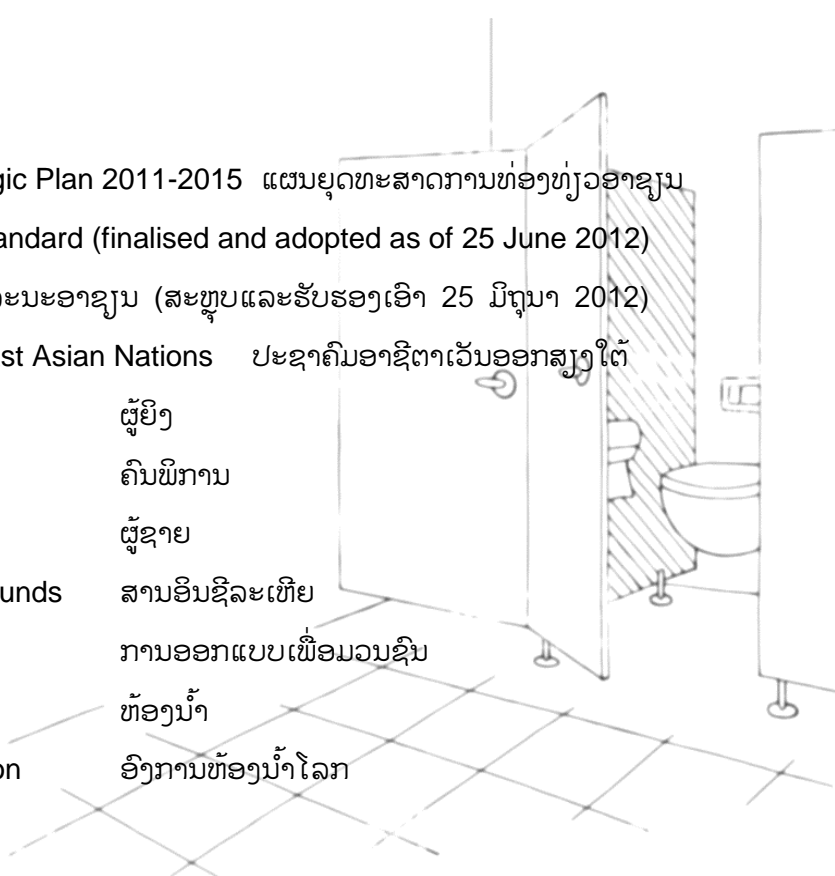 gic Plan 2011-2015 ແຜນຍຸດທະສາດການທ່ອງທ່ຽວອາຊຽນ
andard (finalised and adopted as of 25 June 2012)
ະນະອາຊຽນ (ສະຫຼຸບແລະຮັບຮອງເອົາ 25 ມິຖຸນາ 2012)
st Asian Nations ປະຊາຄົມອາຊີຕາເວັນອອກສຽງໃຕ້
ຜູ້ຍິງ
ຄົນພິການ
ຜູ້ຊາຍ
unds ສານອິນຊີລະເຫີຍ
ການອອກແບບເພື່ອມວນຊົນ
ຫ້ອງນ້ຳ
on ອົງການຫ້ອງນ້ຳໂລກ